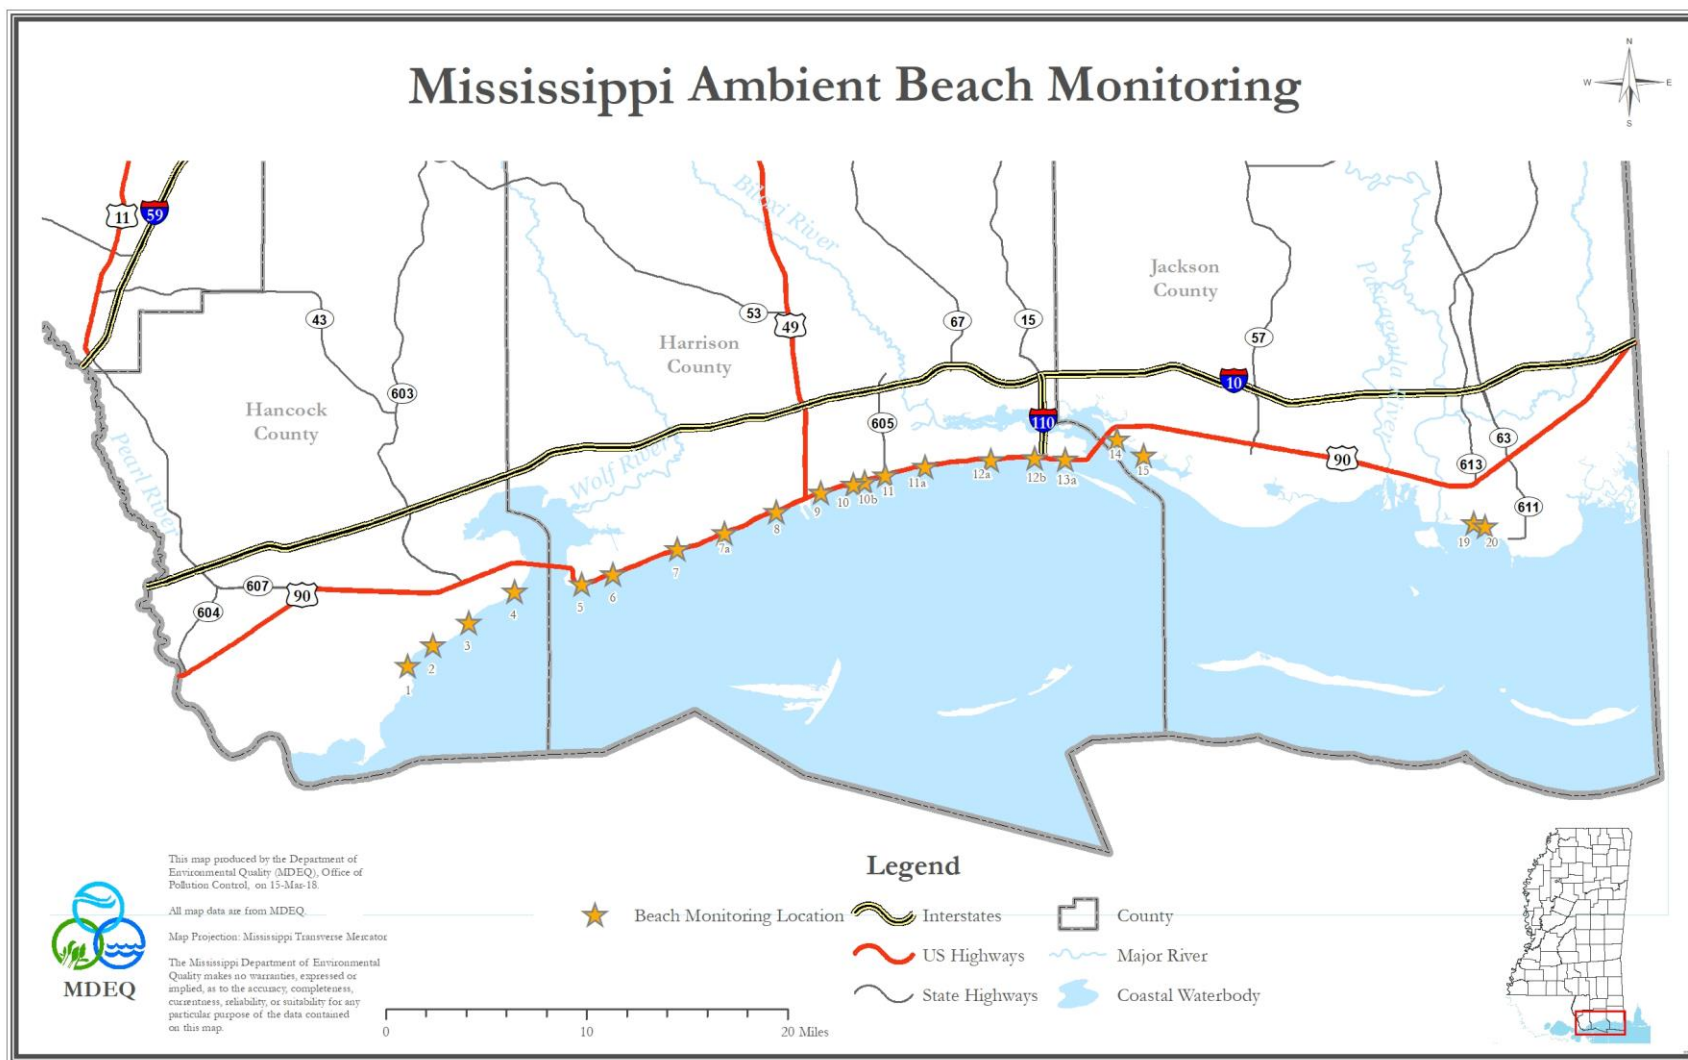 Mississippi Ambient Beach Monitoring
N
W
E
S
11
59
Biloxi River
Jackson
County
43
53
49
67
15
57
Pascagoula River
Harrison
County
603
10
Hancock
County
605
110
63
613
90
Pearl River
Wolf River
14
15
12a
12b
13a
11a
11
10b
10
9
8
7a
7
6
5
4
3
2
1
611
19
20
607
90
604
Legend
Beach Monitoring Location
Interstates
County
US Highways
Major River
State Highways
Coastal Waterbody
This map produced by the Department of
Environmental Quality (MDEQ), Office of
Pollution Control, on 15-Mar-18.
All map data are from MDEQ.
Map Projection: Mississippi Transverse Mercator
The Mississippi Department of Environmental
Quality makes no warranties, expressed or
implied, as to the accuracy, completeness,
currentness, reliability, or suitability for any
particular purpose of the data contained
on this map.
MDEQ
0
10
20 Miles